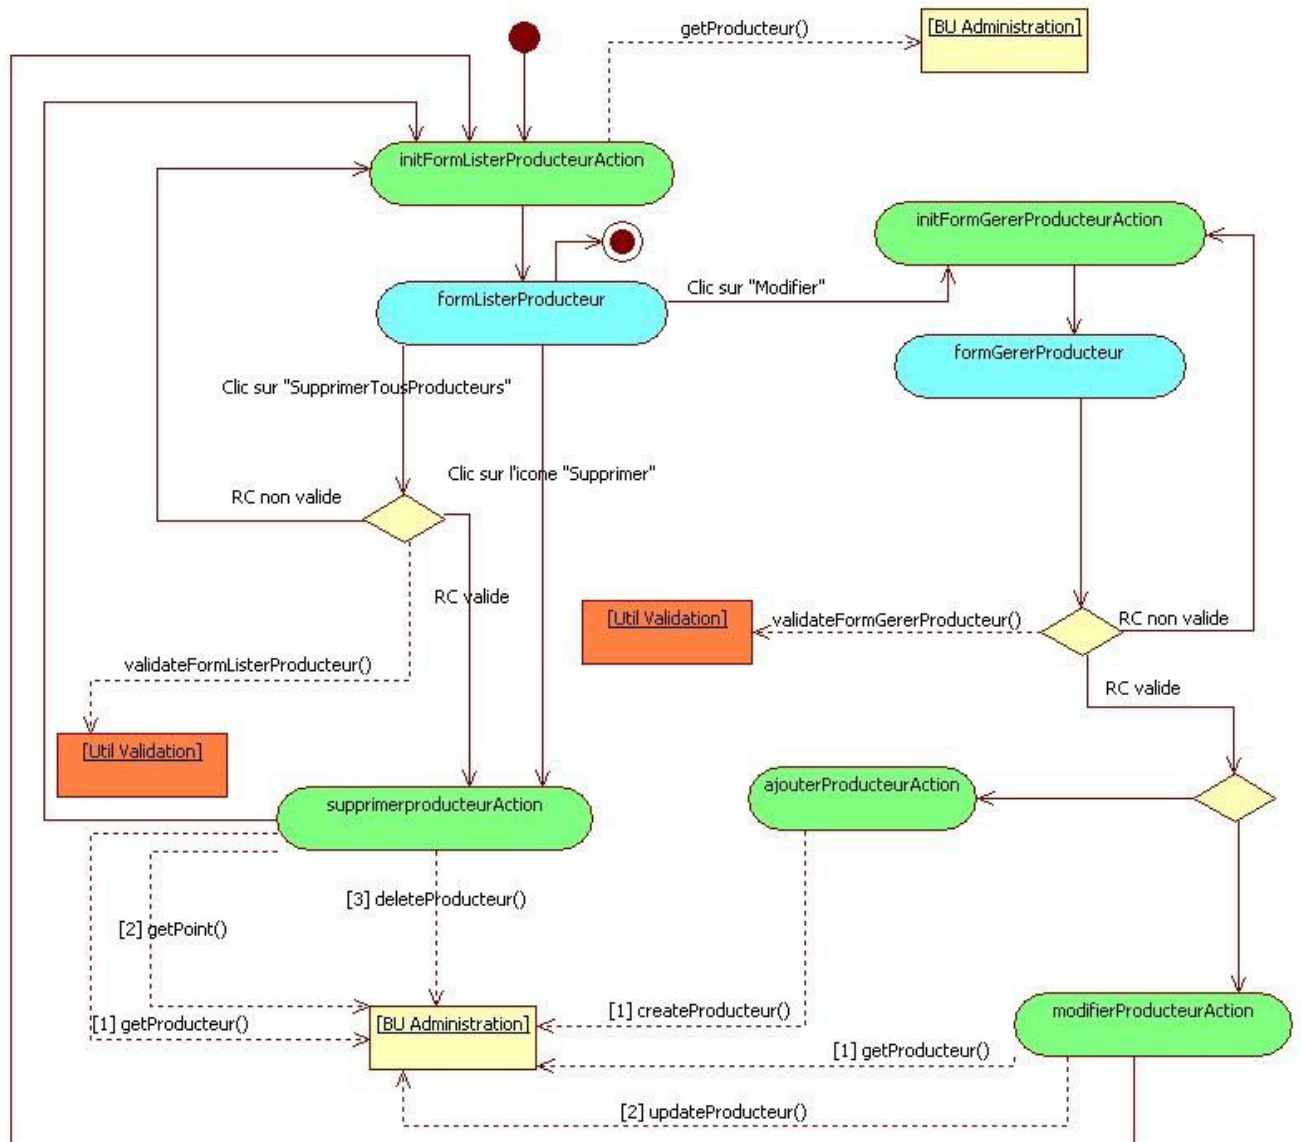 getProducteur()
[BU Administration]
initFormListerProducteurAction
initFormGererProducteurAction
Clic sur "Modifier"
formListerProducteur
formGererProducteur
Clic sur "SupprimerTousProducteurs"
Clic sur l'icone "Supprimer"
RC non valide
RC valide
[Util Validation]
validateFormGererProducteur()
RC non valide
validateFormListerProducteur()
RC valide
[Util Validation]
ajouterProducteurAction
supprimerproducteurAction
[3] deleteProducteur()
[2] getPoint()
[1] getProducteur()
[BU Administration]
[1] createProducteur()
modifierProducteurAction
[1] getProducteur()
[2] updateProducteur()